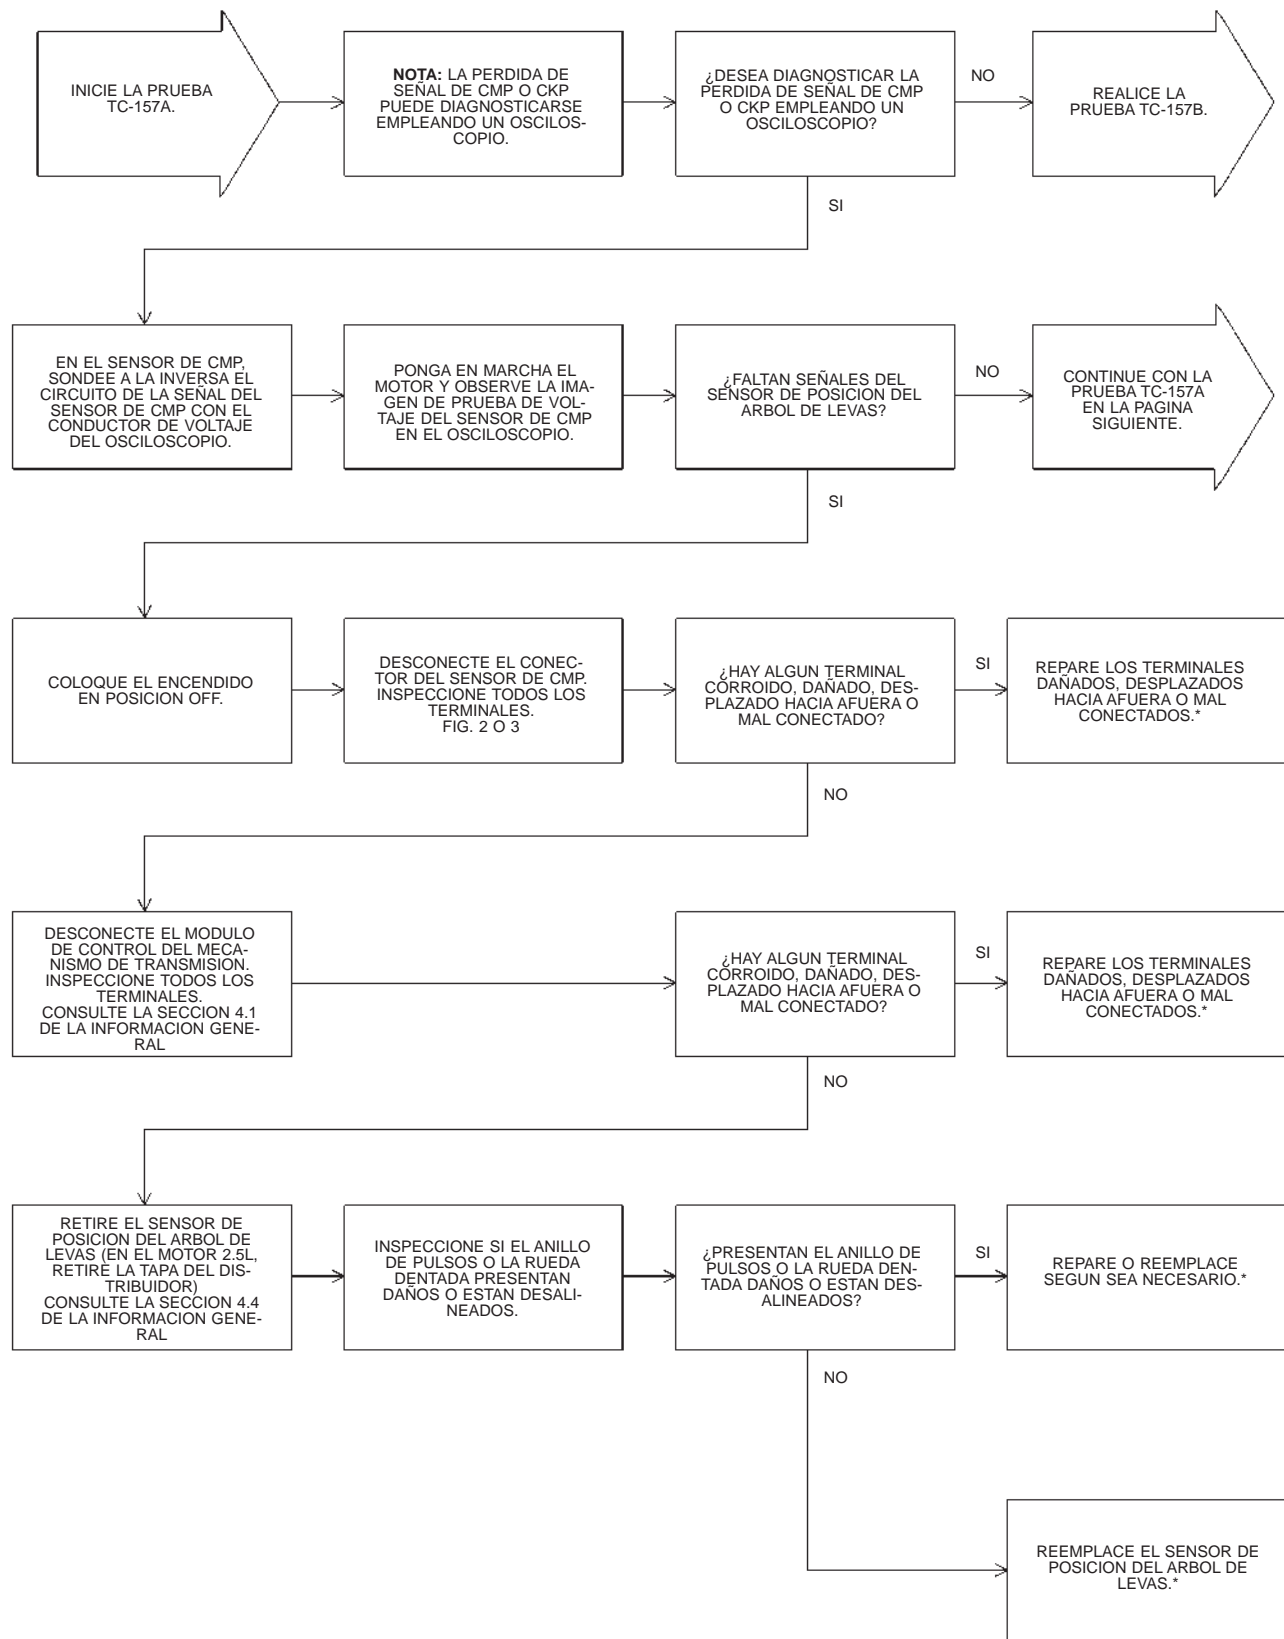 INICIE LA PRUEBA
TC-157A.
NOTA: LA PERDIDA DE
SEÑAL DE CMP O CKP
PUEDE DIAGNOSTICARSE
EMPLEANDO UN OSCILOS-
COPIO.
¿DESEA DIAGNOSTICAR LA
PERDIDA DE SEÑAL DE CMP
O CKP EMPLEANDO UN
OSCILOSCOPIO?
NO
REALICE LA
PRUEBA TC-157B.
SI
EN EL SENSOR DE CMP,
SONDEE A LA INVERSA EL
CIRCUITO DE LA SEÑAL DEL
SENSOR DE CMP CON EL
CONDUCTOR DE VOLTAJE
DEL OSCILOSCOPIO.
PONGA EN MARCHA EL
MOTOR Y OBSERVE LA IMA-
GEN DE PRUEBA DE VOL-
TAJE DEL SENSOR DE CMP
EN EL OSCILOSCOPIO.
¿FALTAN SEÑALES DEL
SENSOR DE POSICION DEL
ARBOL DE LEVAS?
NO
CONTINUE CON LA
PRUEBA TC-157A
EN LA PAGINA
SIGUIENTE.
SI
COLOQUE EL ENCENDIDO
EN POSICION OFF.
DESCONECTE EL CONEC-
TOR DEL SENSOR DE CMP.
INSPECCIONE TODOS LOS
TERMINALES.
FIG. 2 O 3
¿HAY ALGUN TERMINAL
CORROIDO, DAÑADO, DES-
PLAZADO HACIA AFUERA O
MAL CONECTADO?
SI
REPARE LOS TERMINALES
DAÑADOS, DESPLAZADOS
HACIA AFUERA O MAL
CONECTADOS.*
NO
DESCONECTE EL MODULO
DE CONTROL DEL MECA-
NISMO DE TRANSMISION.
INSPECCIONE TODOS LOS
TERMINALES.
CONSULTE LA SECCION 4.1
DE LA INFORMACION GENE-
RAL
¿HAY ALGUN TERMINAL
CORROIDO, DAÑADO, DES-
PLAZADO HACIA AFUERA O
MAL CONECTADO?
SI
REPARE LOS TERMINALES
DAÑADOS, DESPLAZADOS
HACIA AFUERA O MAL
CONECTADOS.*
NO
RETIRE EL SENSOR DE
POSICION DEL ARBOL DE
LEVAS (EN EL MOTOR 2.5L,
RETIRE LA TAPA DEL DIS-
TRIBUIDOR)
CONSULTE LA SECCION 4.4
DE LA INFORMACION GENE-
RAL
INSPECCIONE SI EL ANILLO
DE PULSOS O LA RUEDA
DENTADA PRESENTAN
DAÑOS O ESTAN DESALI-
NEADOS.
¿PRESENTAN EL ANILLO DE
PULSOS O LA RUEDA DEN-
TADA DAÑOS O ESTAN DES-
ALINEADOS?
SI
REPARE O REEMPLACE
SEGUN SEA NECESARIO.*
NO
REEMPLACE EL SENSOR DE
POSICION DEL ARBOL DE
LEVAS.*